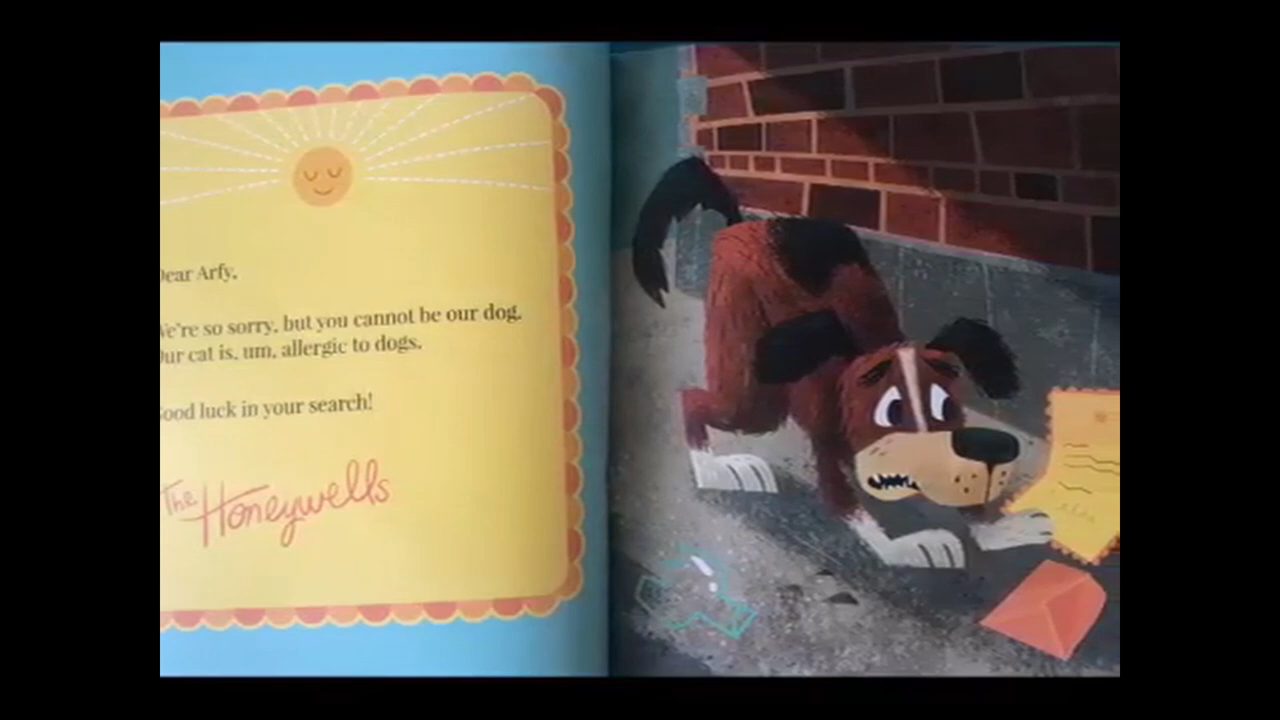 Dear Arfy,
We're so sorry, but you cannot be our dog.
Our cat is, um, allergic to dogs.
Good luck in your search!
The Honeywells